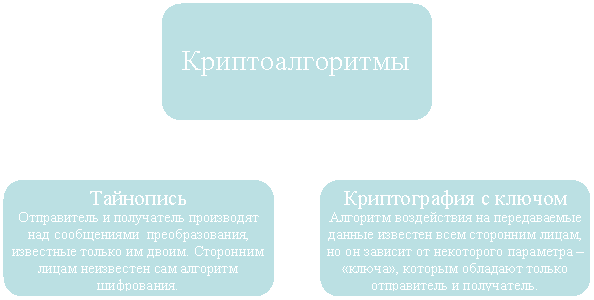 Криптоалгоритмы
Тайнопись
Отправитель и получатель производят
над сообщениями преобразования,
известные только им двоим. Сторонним
лицам неизвестен сам алгоритм
шифрования.
Криптография с ключом
Алгоритм воздействия на передаваемые
данные известен всем сторонним лицам,
но он зависит от некоторого параметра –
«ключа», которым обладают только
отправитель и получатель.